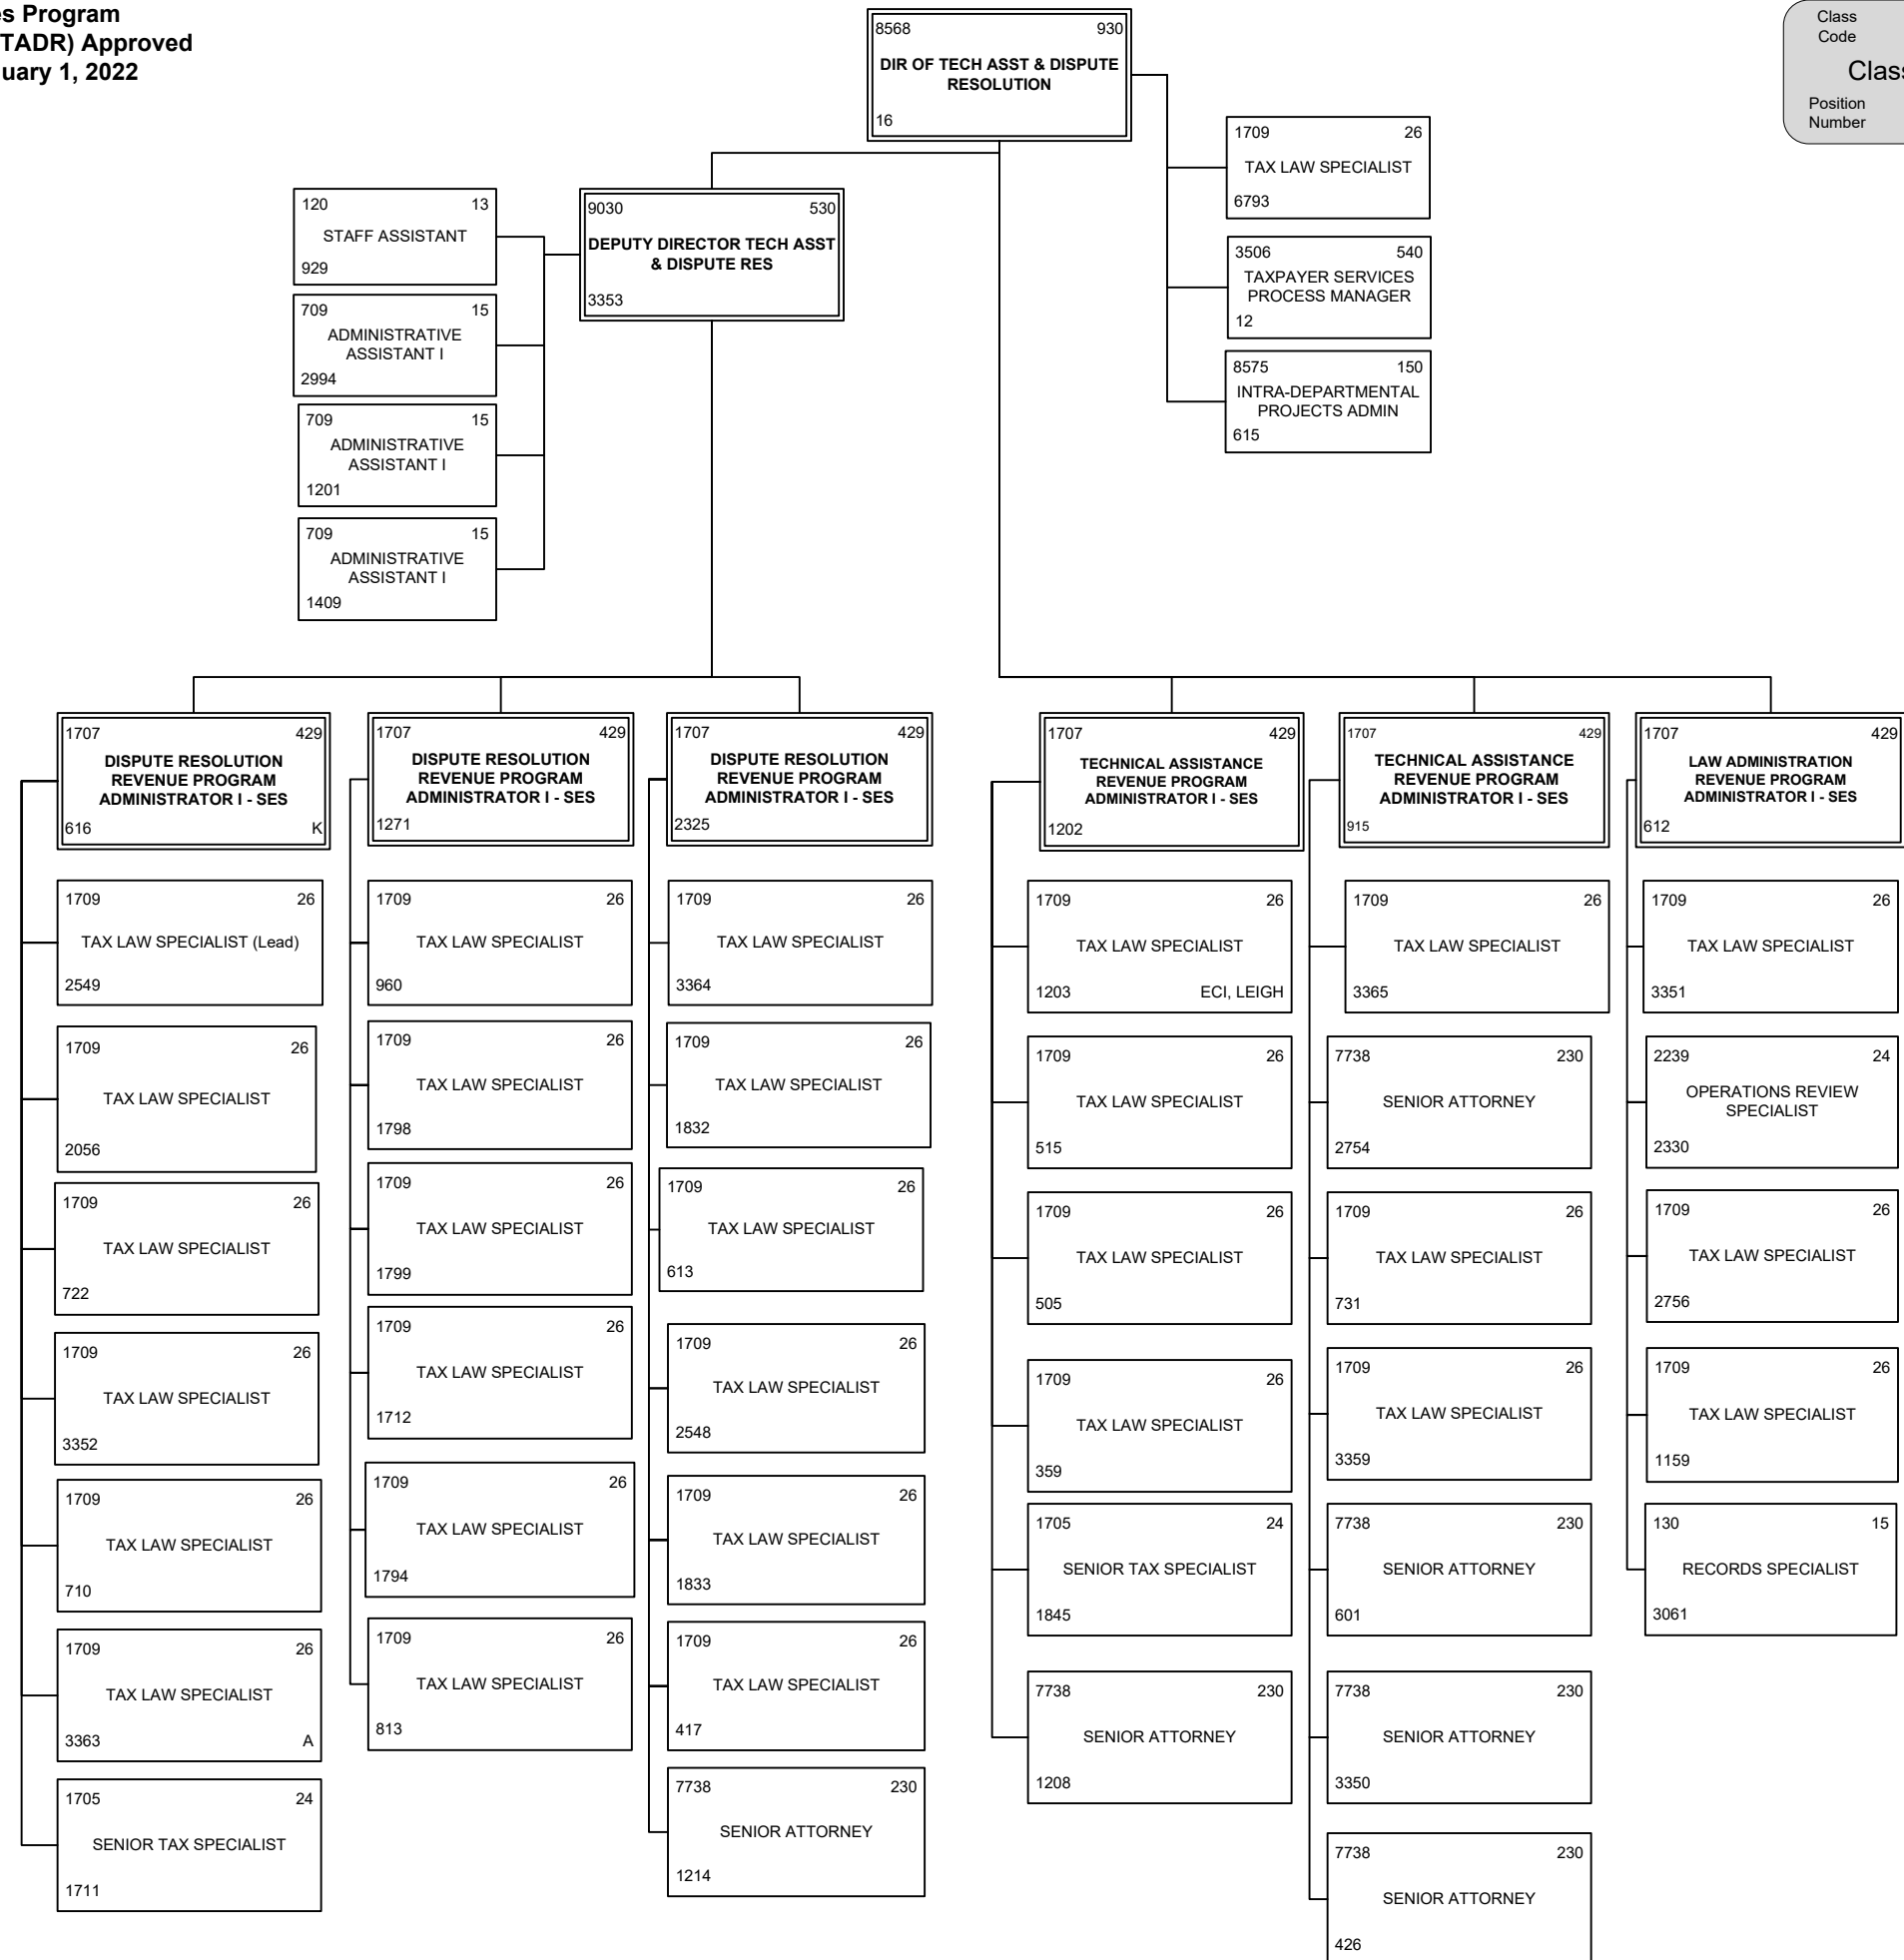 es Program
TADR) Approved
uary 1, 2022
Class
Code
Class
Position
Number
8568 930
DIR OF TECH ASST & DISPUTE
RESOLUTION
16
1709 26
TAX LAW SPECIALIST
6793
3506 540
TAXPAYER SERVICES
PROCESS MANAGER
12
8575 150
INTRA-DEPARTMENTAL
PROJECTS ADMIN
615
9030 530
DEPUTY DIRECTOR TECH ASST
& DISPUTE RES
3353
120 13
STAFF ASSISTANT
929
709 15
ADMINISTRATIVE
ASSISTANT I
2994
709 15
ADMINISTRATIVE
ASSISTANT I
1201
709 15
ADMINISTRATIVE
ASSISTANT I
1409
1707 429
DISPUTE RESOLUTION
REVENUE PROGRAM
ADMINISTRATOR I - SES
616 K
1709 26
TAX LAW SPECIALIST (Lead)
2549
1709 26
TAX LAW SPECIALIST
2056
1709 26
TAX LAW SPECIALIST
722
1709 26
TAX LAW SPECIALIST
3352
1709 26
TAX LAW SPECIALIST
710
1709 26
TAX LAW SPECIALIST
3363 A
1705 24
SENIOR TAX SPECIALIST
1711
1707 429
DISPUTE RESOLUTION
REVENUE PROGRAM
ADMINISTRATOR I - SES
1271
1709 26
TAX LAW SPECIALIST
960
1709 26
TAX LAW SPECIALIST
1798
1709 26
TAX LAW SPECIALIST
1799
1709 26
TAX LAW SPECIALIST
1712
1709 26
TAX LAW SPECIALIST
1794
1709 26
TAX LAW SPECIALIST
813
1707 429
DISPUTE RESOLUTION
REVENUE PROGRAM
ADMINISTRATOR I - SES
2325
1709 26
TAX LAW SPECIALIST
3364
1709 26
TAX LAW SPECIALIST
1832
1709 26
TAX LAW SPECIALIST
613
1709 26
TAX LAW SPECIALIST
2548
1709 26
TAX LAW SPECIALIST
1833
1709 26
TAX LAW SPECIALIST
417
7738 230
SENIOR ATTORNEY
1214
1707 429
TECHNICAL ASSISTANCE
REVENUE PROGRAM
ADMINISTRATOR I - SES
1202
1709 26
TAX LAW SPECIALIST
1203 ECI, LEIGH
1709 26
TAX LAW SPECIALIST
515
1709 26
TAX LAW SPECIALIST
505
1709 26
TAX LAW SPECIALIST
359
1705 24
SENIOR TAX SPECIALIST
1845
7738 230
SENIOR ATTORNEY
1208
1707 429
TECHNICAL ASSISTANCE
REVENUE PROGRAM
ADMINISTRATOR I - SES
915
1709 26
TAX LAW SPECIALIST
3365
7738 230
SENIOR ATTORNEY
2754
1709 26
TAX LAW SPECIALIST
731
1709 26
TAX LAW SPECIALIST
3359
7738 230
SENIOR ATTORNEY
601
7738 230
SENIOR ATTORNEY
3350
7738 230
SENIOR ATTORNEY
426
1707 429
LAW ADMINISTRATION
REVENUE PROGRAM
ADMINISTRATOR I - SES
612
1709 26
TAX LAW SPECIALIST
3351
2239 24
OPERATIONS REVIEW
SPECIALIST
2330
1709 26
TAX LAW SPECIALIST
2756
1709 26
TAX LAW SPECIALIST
1159
130 15
RECORDS SPECIALIST
3061